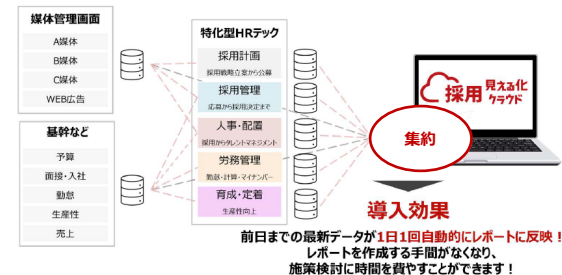 媒体管理画面
A媒体
B媒体
C媒体
WEB広告
基幹など
予算
面接・入社
勤怠
生産性
売上
特化型HRテック
採用計画
採用戦略立案から公募
採用管理
応募から採用決定まで
人事・配置
採用からタレントマネジメント
労務管理
勤怠・計算・マイナンバー
育成・定着
生産性向上
集約
採用 見える化
クラウド
導入効果
前日までの最新データが1日1回自動的にレポートに反映！
レポートを作成する手間がなくなり、
施策検討に時間を費やすことができます！